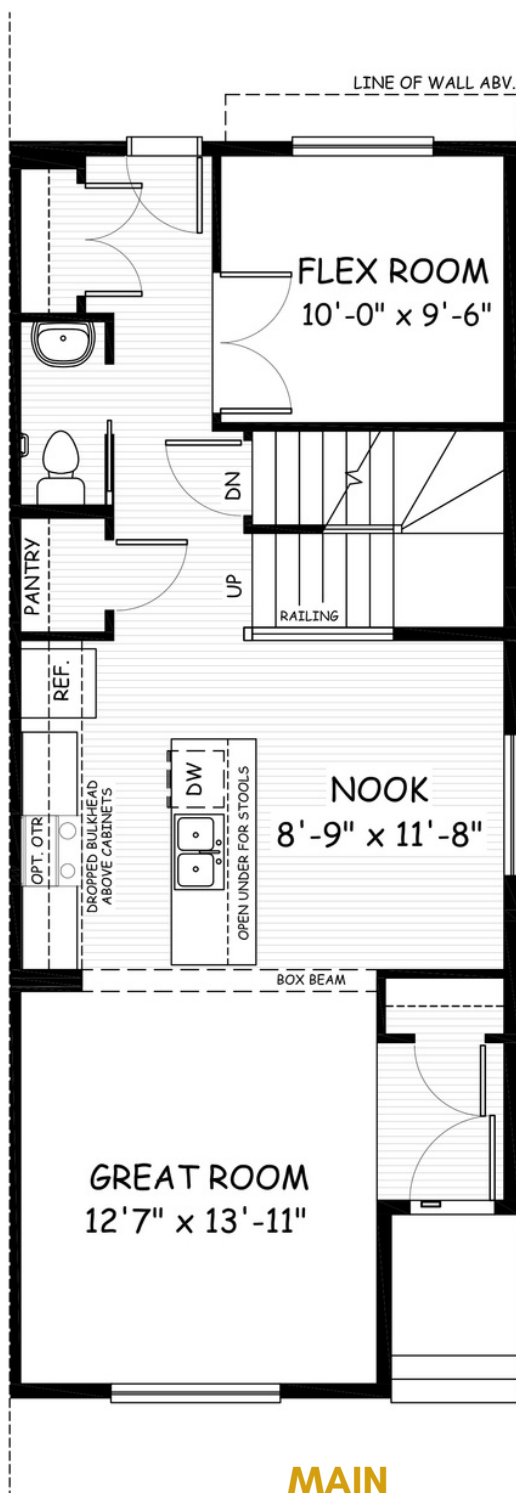 LINE OF WALL ABV.
FLEX ROOM
10'-0" x 9'-6"
DN
PANTRY
UP
RAILING
REF.
DW
NOOK
8'-9" x 11'-8"
OPT. OTR
DROPPED BULKHEAD
ABOVE CABINETS
OPEN UNDER FOR STOOLS
BOX BEAM
GREAT ROOM
12'7" x 13'-11"
MAIN